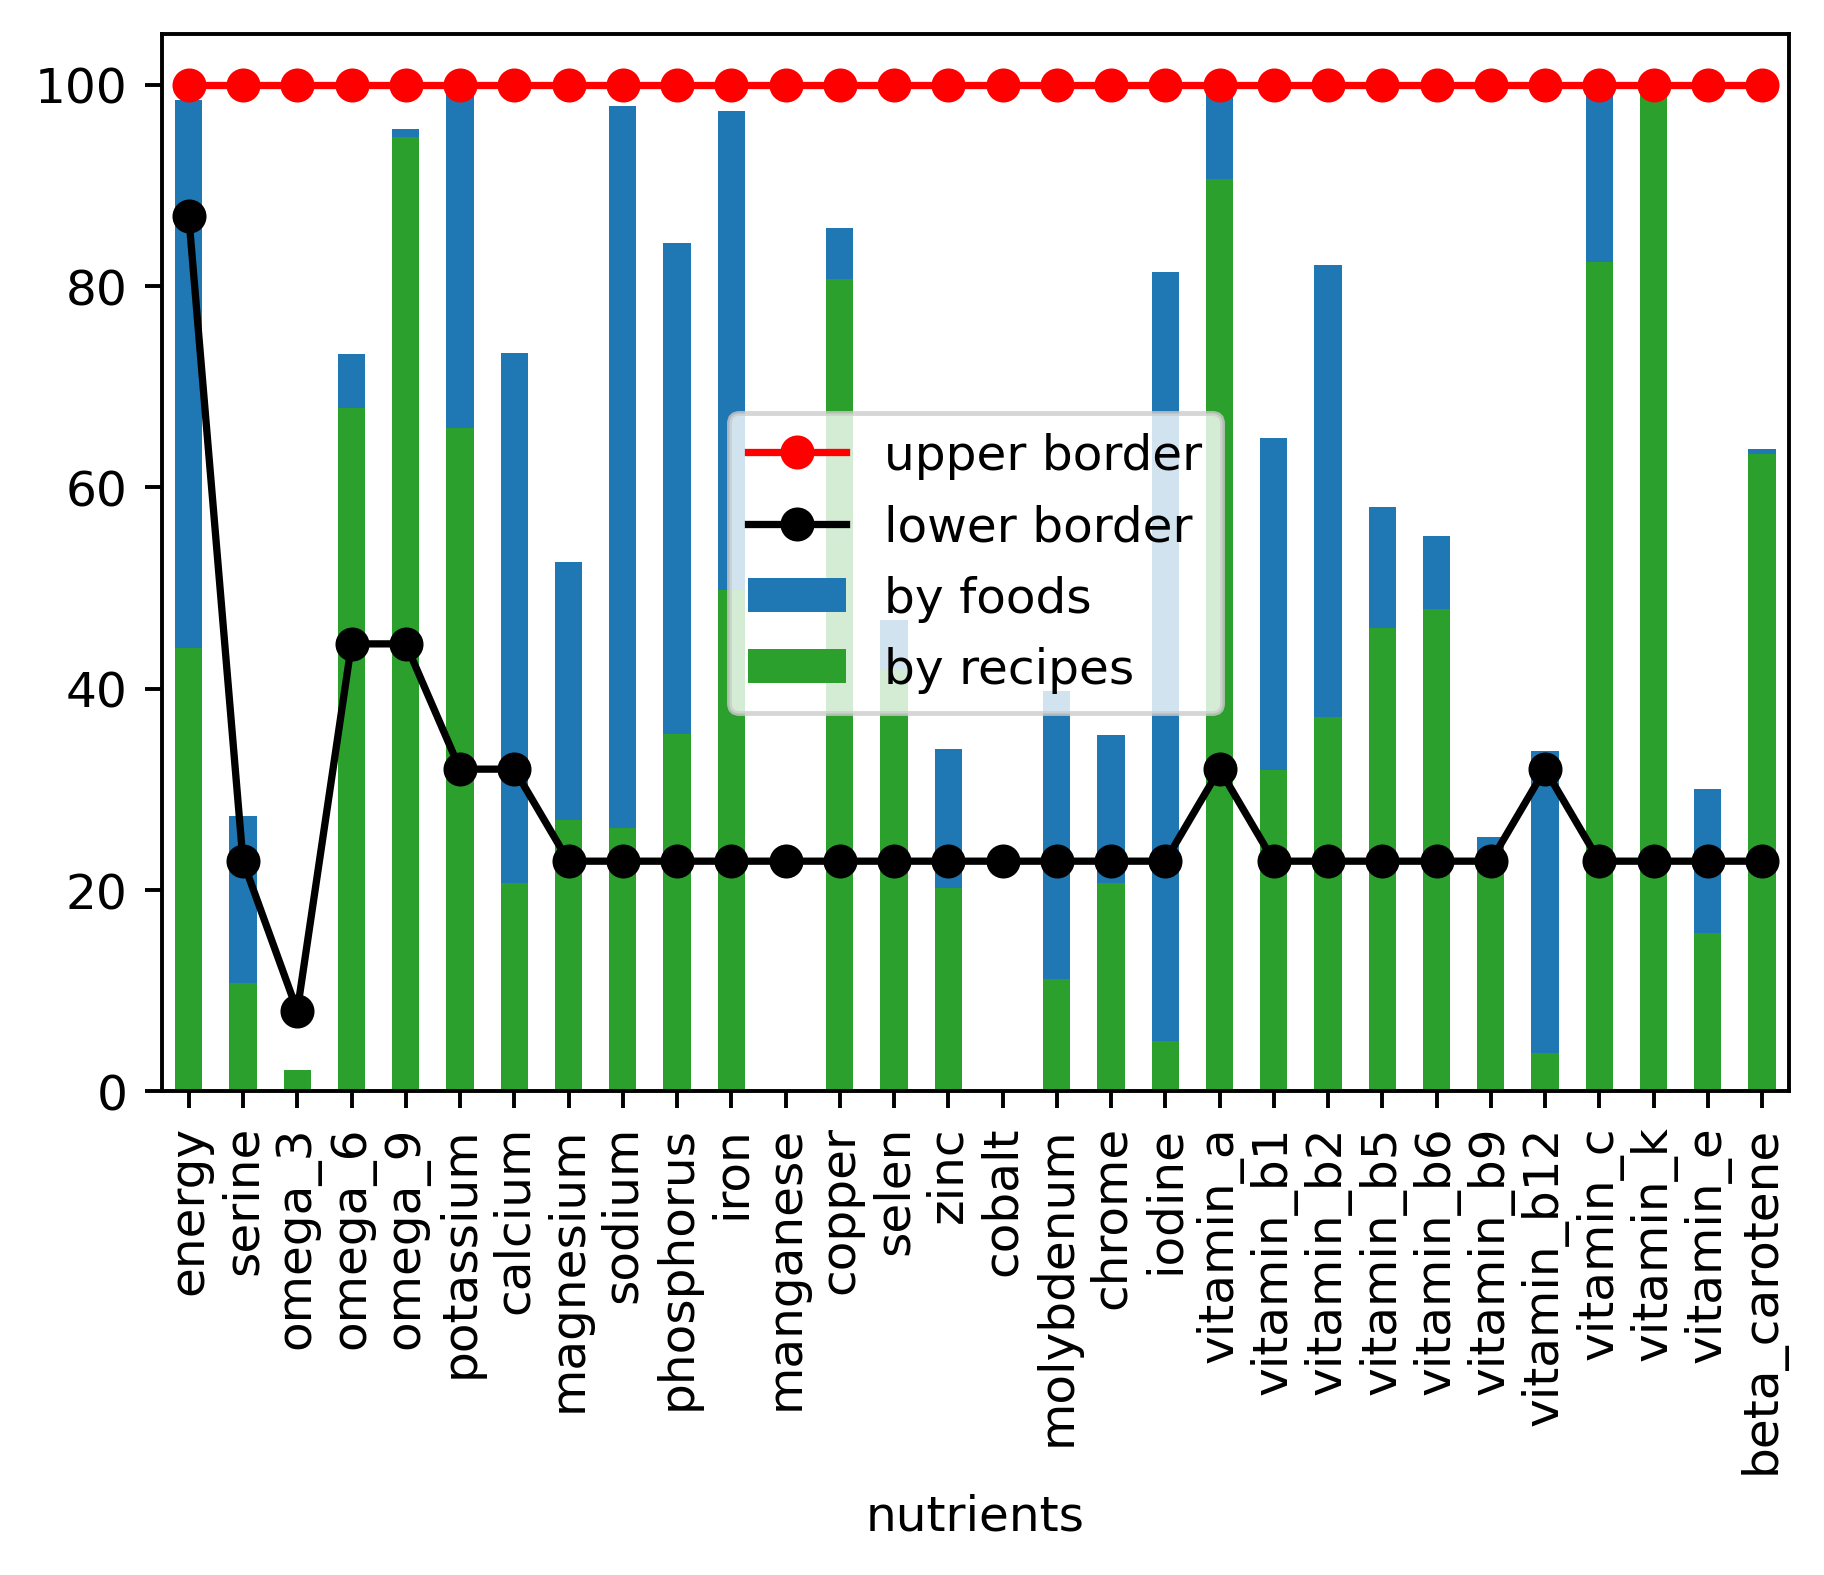 100
80
60
40
20
0
upper border
lower border
by foods
by recipes
energy
serine
omega_3
omega_6
omega_9
potassium
calcium
magnesium
sodium
phosphorus
iron
manganese
copper
selen
zinc
cobalt
molybdenum
chrome
iodine
vitamin_a
vitamin_b1
vitamin_b2
vitamin_b5
vitamin_b6
vitamin_b9
vitamin_b12
vitamin_c
vitamin_k
vitamin_e
beta_carotene
nutrients